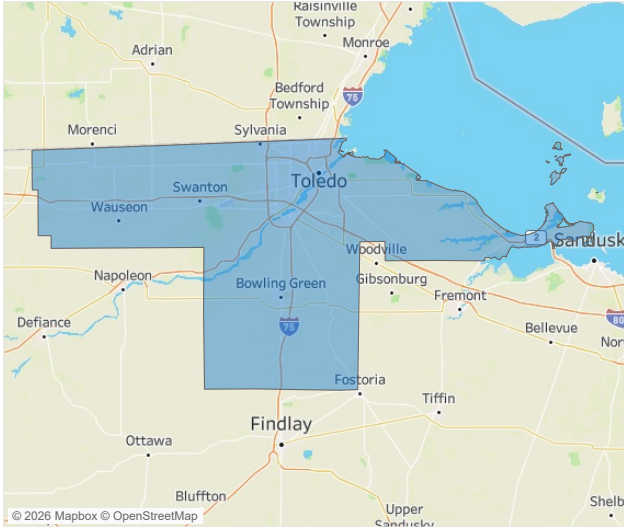 Raisinville
Township
Monroe
Adrian
Bedford
Township
75
Morenci
Sylvania
Toledo
Swanton
Wauseon
2
Sandusk
Woodville
Napoleon
Bowling Green
Gibsonburg
Fremont
Defiance
75
80
Bellevue
Nor
Fostoria
Tiffin
Findlay
Ottawa
Bluffton
Upper
Sandusky
Shelb
© 2026 Mapbox © OpenStreetMap